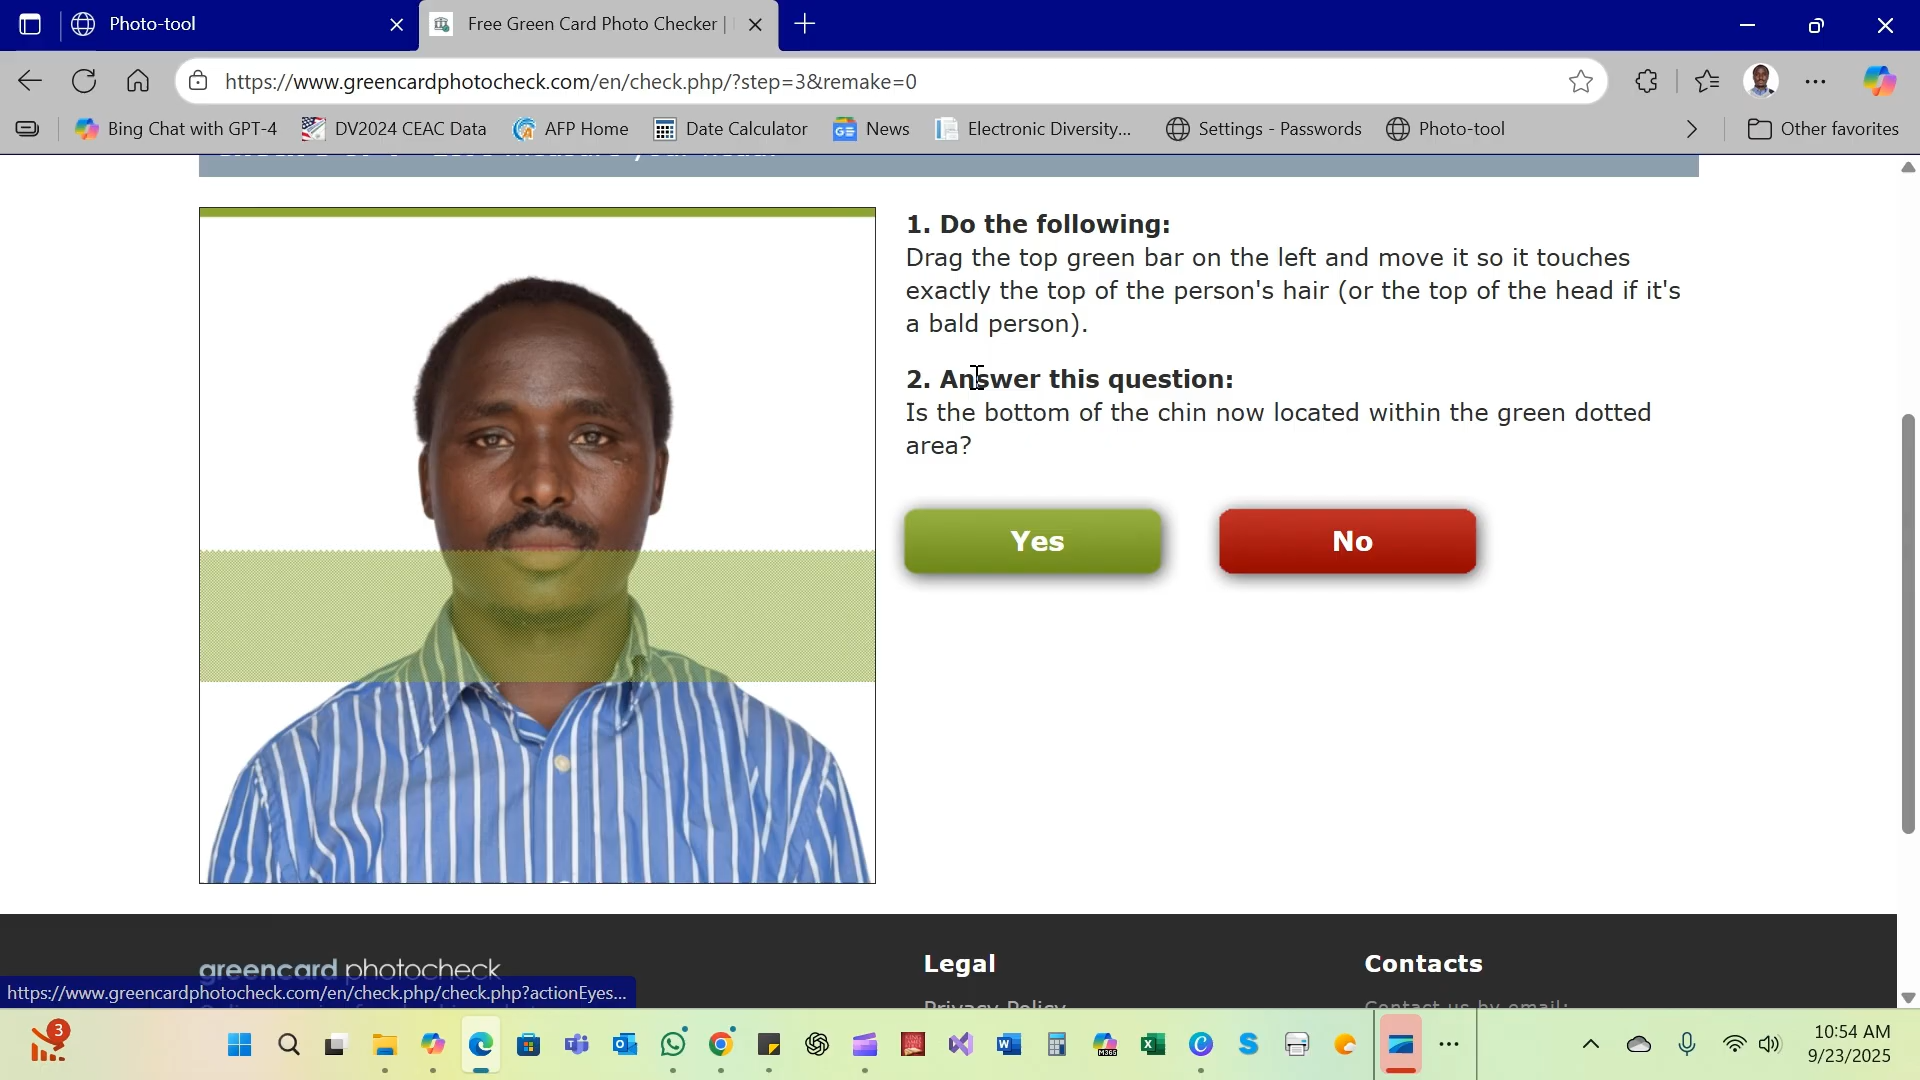 Photo-tool
Free Green Card Photo Checker |
https://www.greencardphotocheck.com/en/check.php/?step=3&remake=0
Bing Chat with GPT-4
DV2024 CEAC Data
AFP Home
Date Calculator
News
Electronic Diversity...
Settings - Passwords
Photo-tool
Other favorites
1. Do the following:
Drag the top green bar on the left and move it so it touches
exactly the top of the person's hair (or the top of the head if it's
a bald person).
2. Answer this question:
Is the bottom of the chin now located within the green dotted
area?
Yes
No
greencard photocheck
Legal
Contacts
Privacy Policy
Contact us by email:
https://www.greencardphotocheck.com/en/check.php/check.php?actionEyes...
3
10:54 AM
9/23/2025